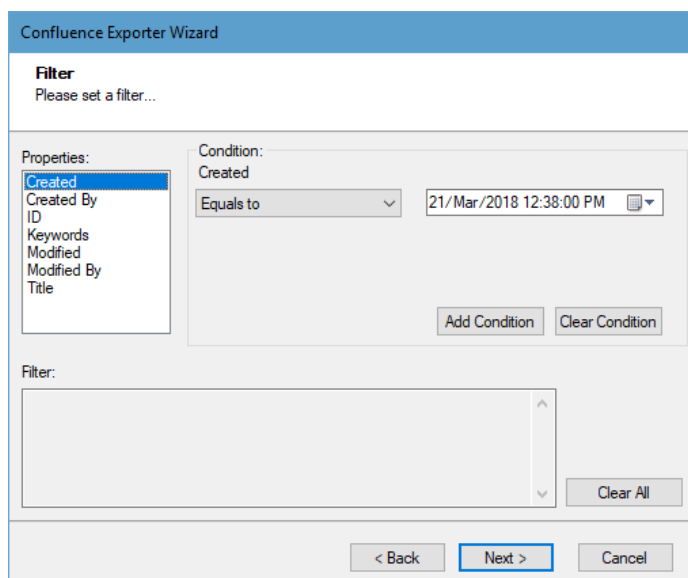 Confluence Exporter Wizard
Filter
Please set a filter...
Properties:
Created
Created By
ID
Keywords
Modified
Modified By
Title
Condition:
Created
Equals to
21/Mar/2018 12:38:00 PM
Add Condition
Clear Condition
Filter:
Clear All
< Back
Next >
Cancel